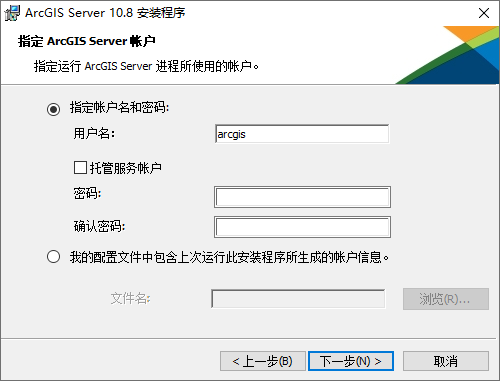 ArcGIS Server 10.8 安装程序
指定 ArcGIS Server 帐户
指定运行 ArcGIS Server 进程所使用的帐户。
指定帐户名和密码:
用户名:
arcgis
托管服务帐户
密码:
确认密码:
我的配置文件中包含上次运行此安装程序所生成的帐户信息。
文件名:
浏览(R)...
< 上一步(B)
下一步(N) >
取消